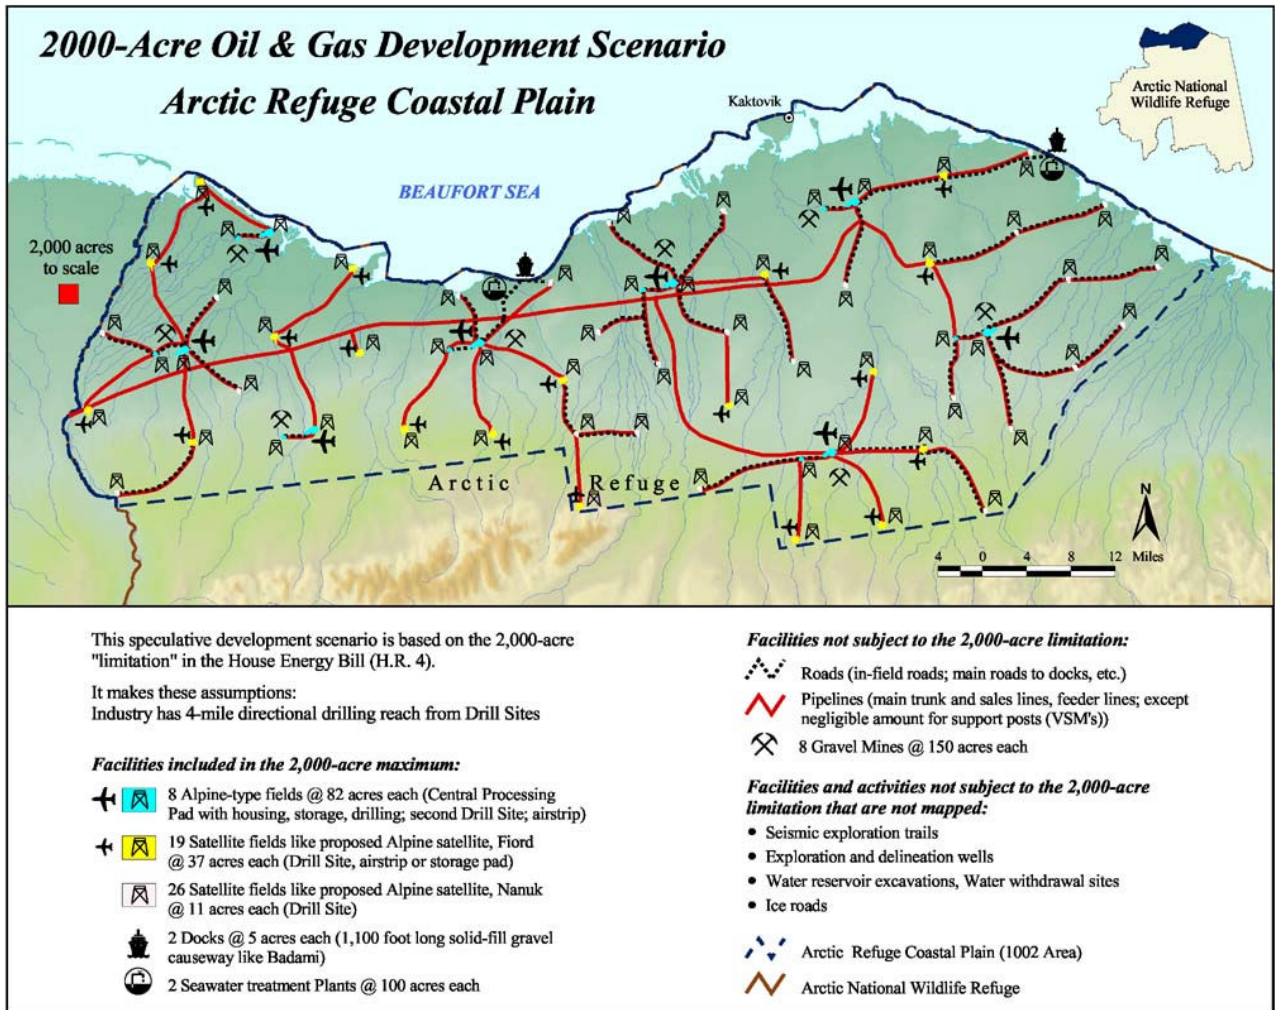 2000-Acre Oil & Gas Development Scenario
Arctic Refuge Coastal Plain
Kaktovik
Arctic National
Wildlife Refuge
BEAUFORT SEA
2,000 acres
to scale
Arctic Refuge
N
4 0 4 8 12 Miles
This speculative development scenario is based on the 2,000-acre
"limitation" in the House Energy Bill (H.R. 4).
It makes these assumptions:
Industry has 4-mile directional drilling reach from Drill Sites
Facilities included in the 2,000-acre maximum:
8 Alpine-type fields @ 82 acres each (Central Processing
Pad with housing, storage, drilling; second Drill Site; airstrip)
19 Satellite fields like proposed Alpine satellite, Fiord
@ 37 acres each (Drill Site, airstrip or storage pad)
26 Satellite fields like proposed Alpine satellite, Nanuk
@ 11 acres each (Drill Site)
2 Docks @ 5 acres each (1,100 foot long solid-fill gravel
causeway like Badami)
2 Seawater treatment Plants @ 100 acres each
Facilities not subject to the 2,000-acre limitation:
Roads (in-field roads; main roads to docks, etc.)
Pipelines (main trunk and sales lines, feeder lines; except
negligible amount for support posts (VSM's))
8 Gravel Mines @ 150 acres each
Facilities and activities not subject to the 2,000-acre
limitation that are not mapped:
• Seismic exploration trails
• Exploration and delineation wells
• Water reservoir excavations, Water withdrawal sites
• Ice roads
Arctic Refuge Coastal Plain (1002 Area)
Arctic National Wildlife Refuge